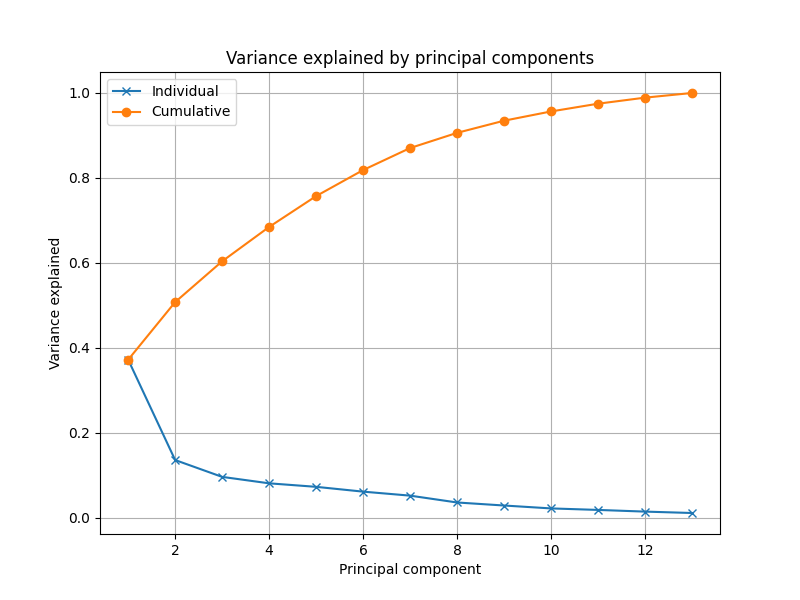 Variance explained by principal components
Individual
Cumulative
Variance explained
1.0
0.8
0.6
0.4
0.2
0.0
2 4 6 8 10 12
Principal component